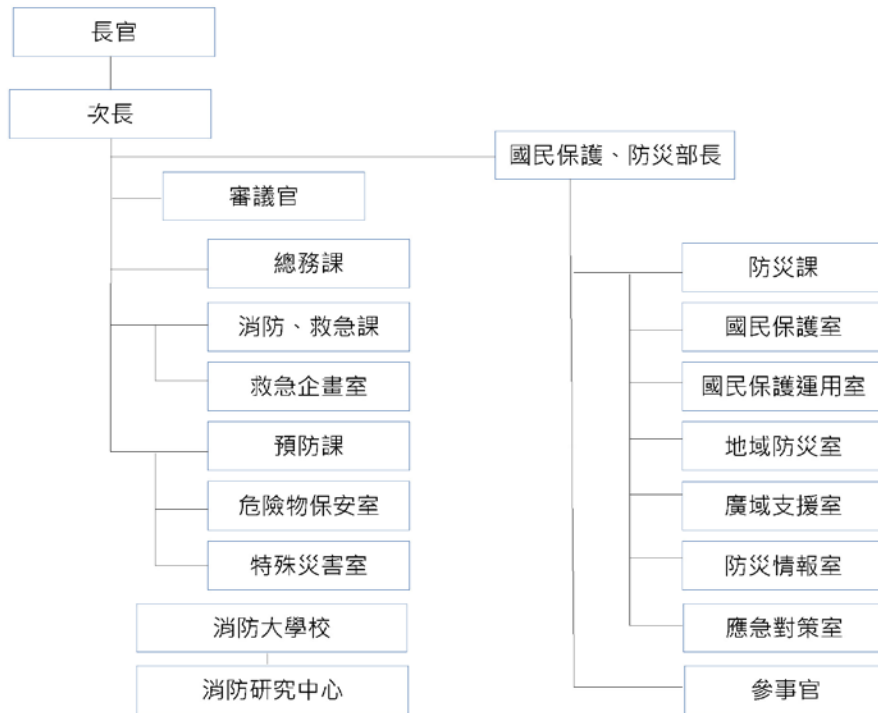 長官
次長
國民保護、防災部長
審議官
總務課
消防、救急課
救急企畫室
預防課
危險物保安室
特殊災害室
消防大學校
消防研究中心
防災課
國民保護室
國民保護運用室
地域防災室
廣域支援室
防災情報室
應急對策室
參事官